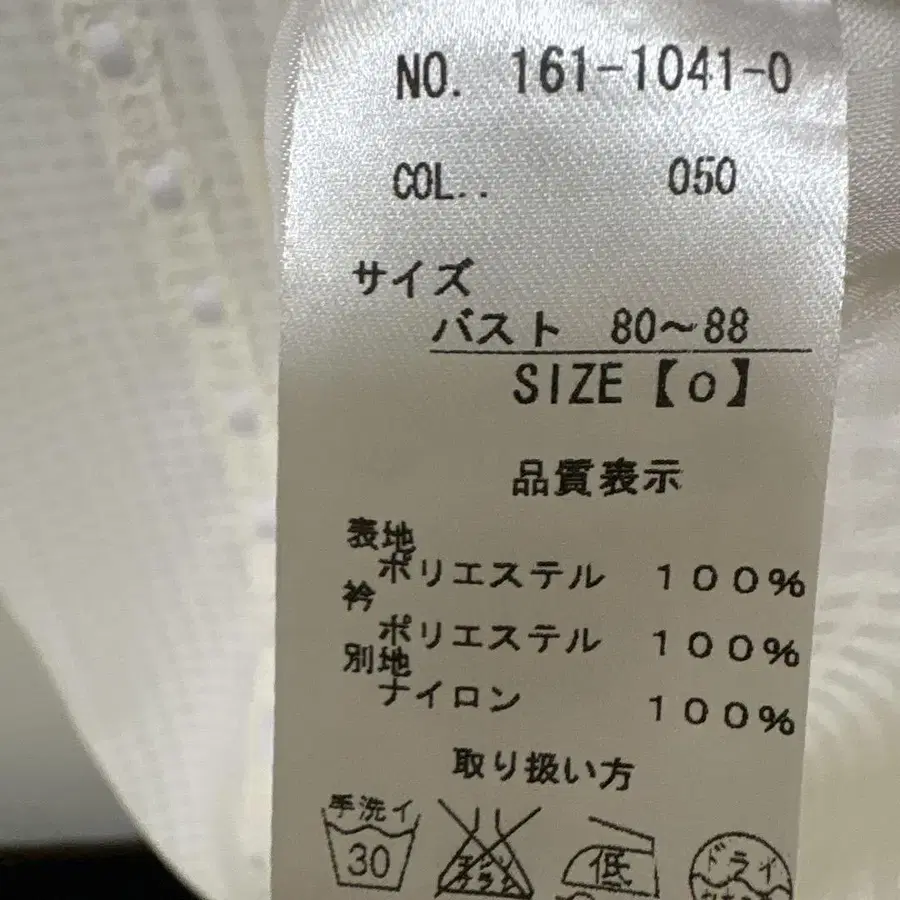 NO. 161-1041-0
COL.. 050
サイズ
バスト 80～88
SIZE【O】
品質表示
表地
ポリエステル 100%
衿
ポリエステル 100%
別地
ナイロン 100%
取り扱い方
手洗イ
30
低
ドライ